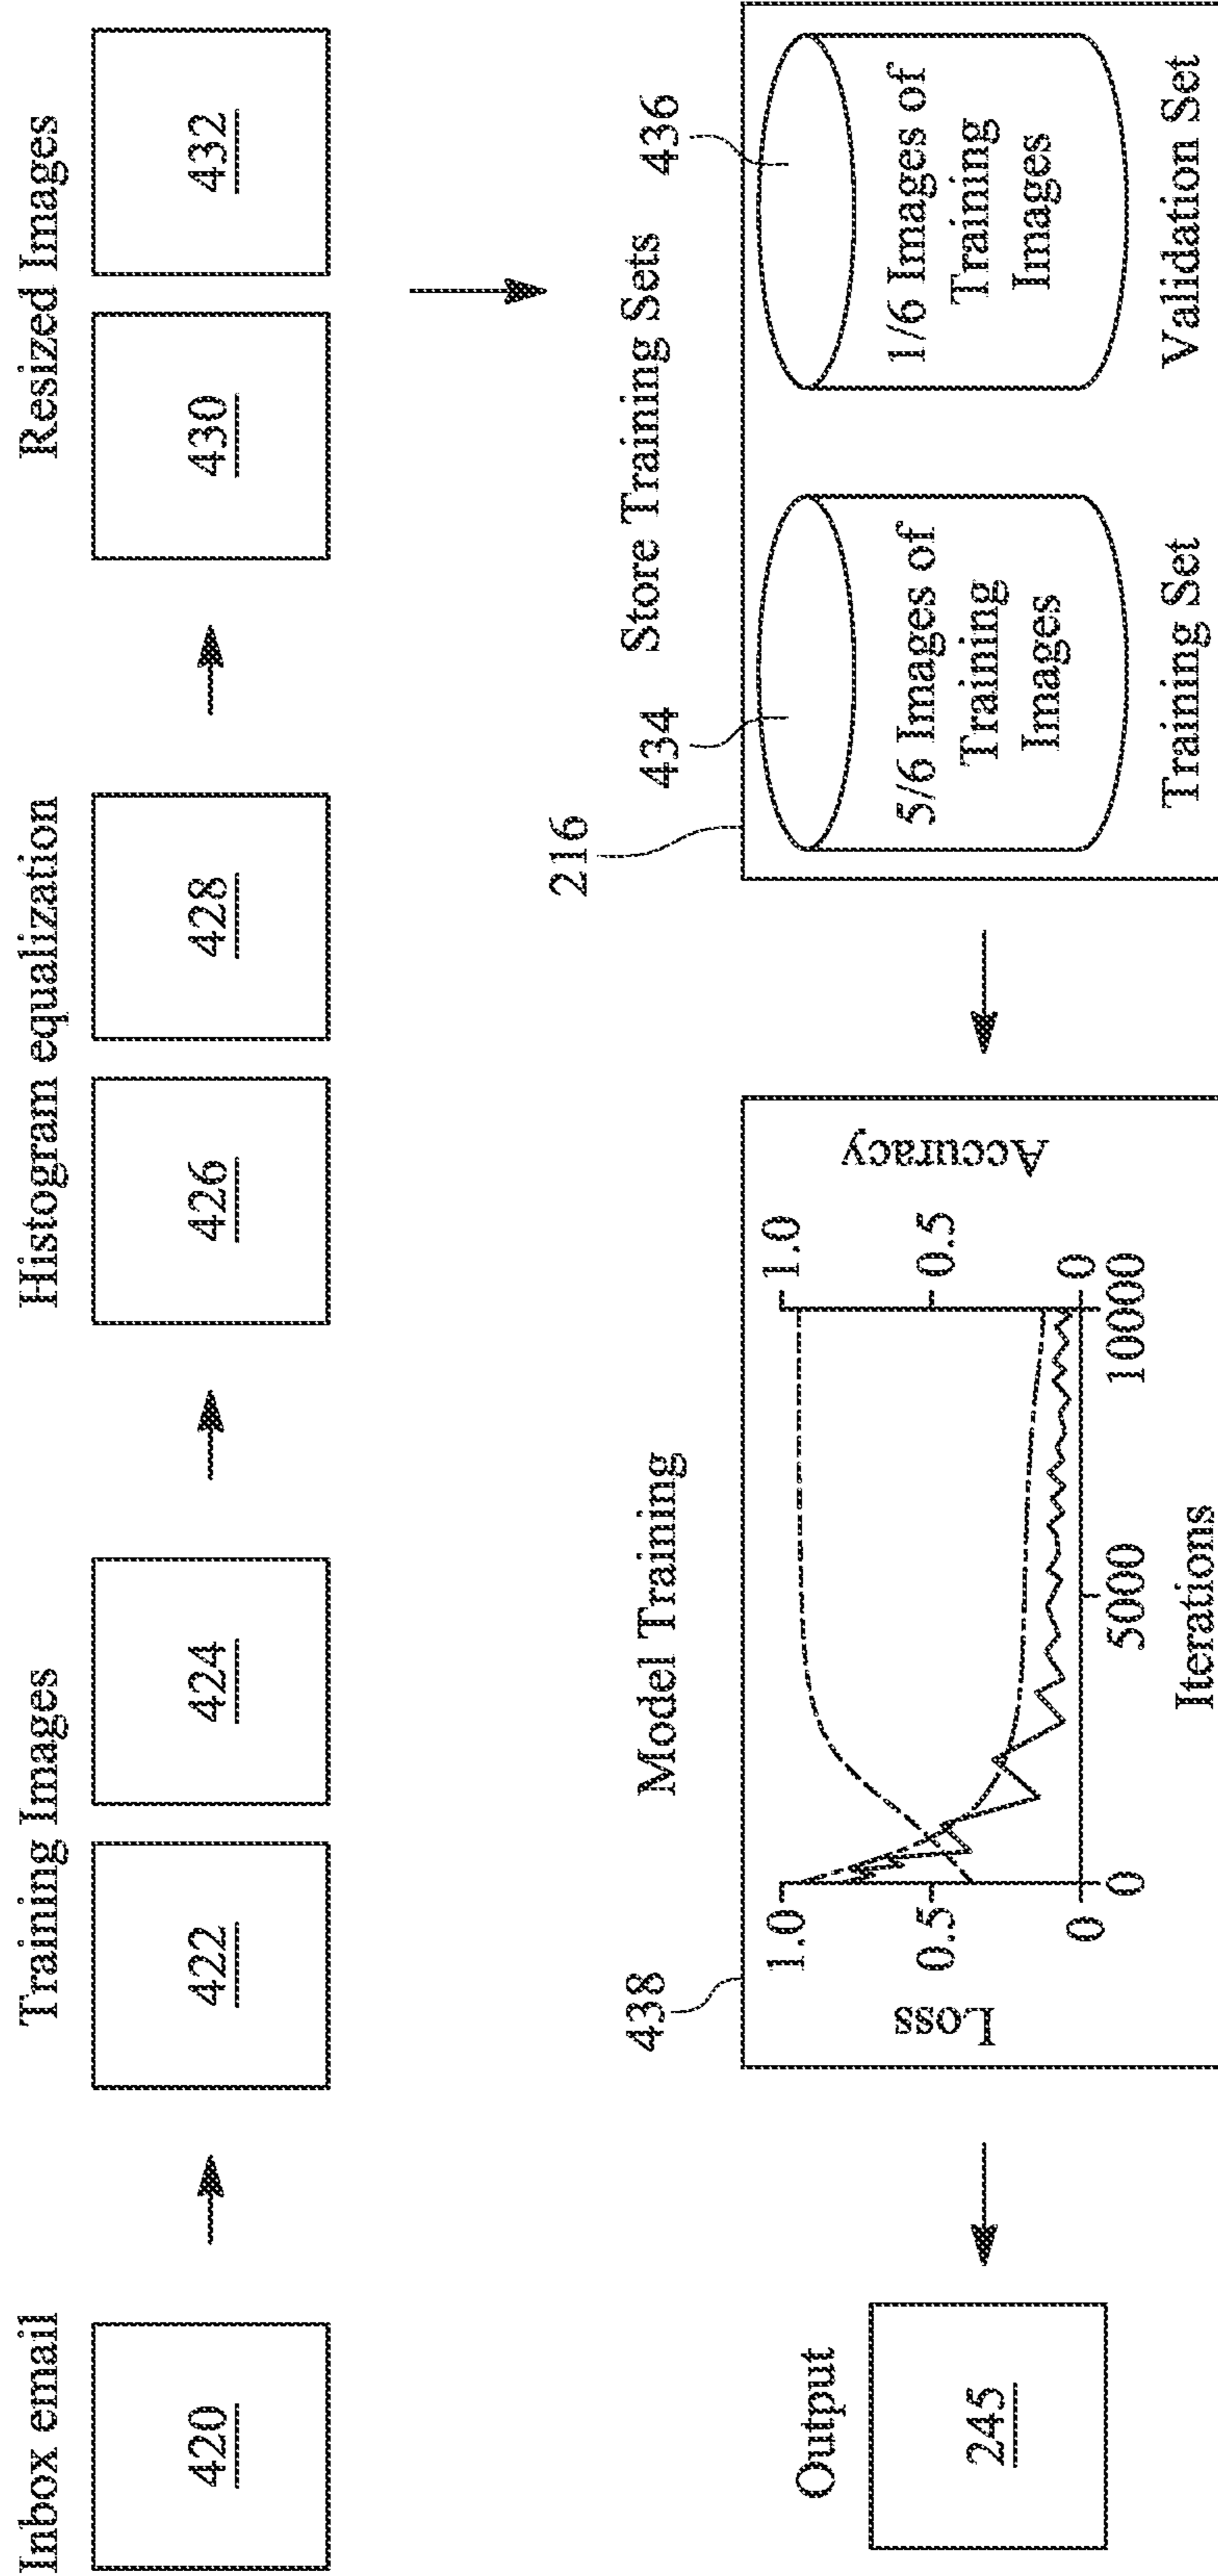 Inbox email
420
Training Images
422
424
Histogram equalization
426
428
Resized Images
430
432
Store Training Sets
216
434
436
5/6 Images of
Training
Images
1/6 Images of
Training
Images
Training Set
Validation Set
Model Training
438
Loss
1.0
0.5
0
Accuracy
1.0
0.5
0
0
5000
10000
Iterations
Output
245